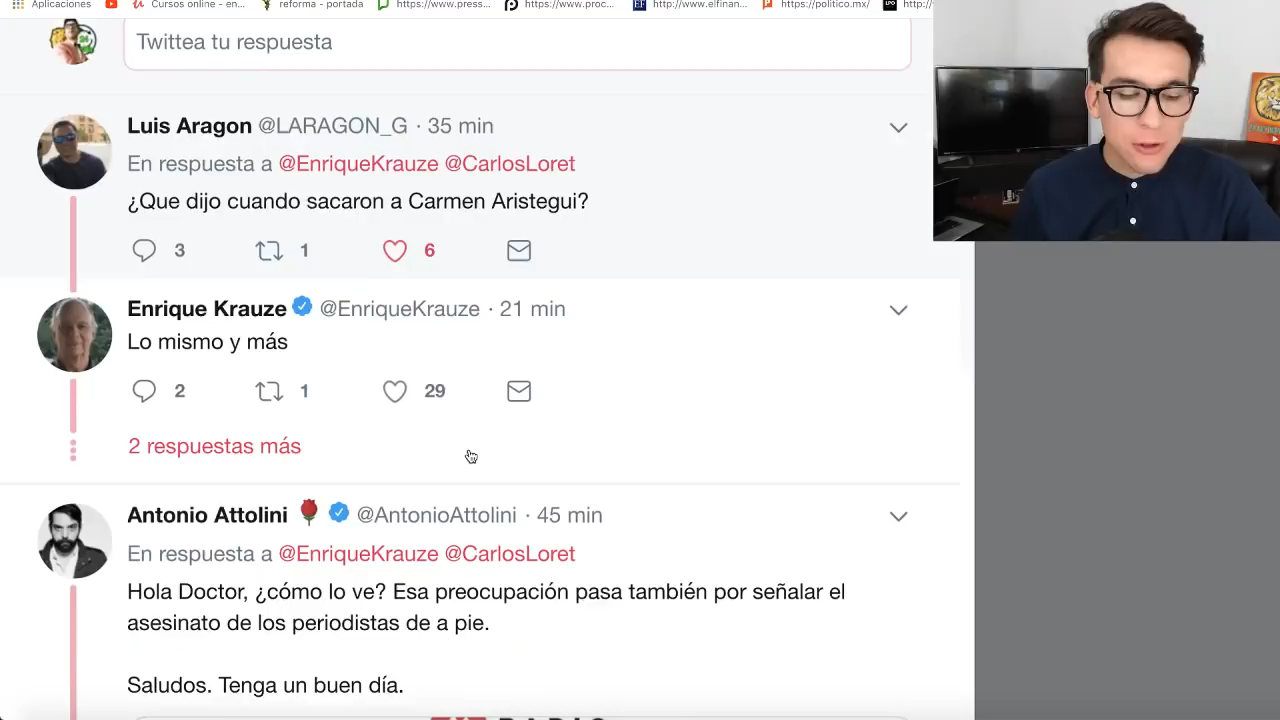 Aplicaciones
Cursos online - en...
reforma - portada
https://www.press...
https://www.proc...
http://www.elfinan...
https://politico.mx/
Twittea tu respuesta
Luis Aragon @LARAGON_G · 35 min
En respuesta a @EnriqueKrauze @CarlosLoret
¿Que dijo cuando sacaron a Carmen Aristegui?
3 1 6
Enrique Krauze @EnriqueKrauze · 21 min
Lo mismo y más
2 1 29
2 respuestas más
Antonio Attolini @AntonioAttolini · 45 min
En respuesta a @EnriqueKrauze @CarlosLoret
Hola Doctor, ¿cómo lo ve? Esa preocupación pasa también por señalar el
asesinato de los periodistas de a pie.
Saludos. Tenga un buen día.